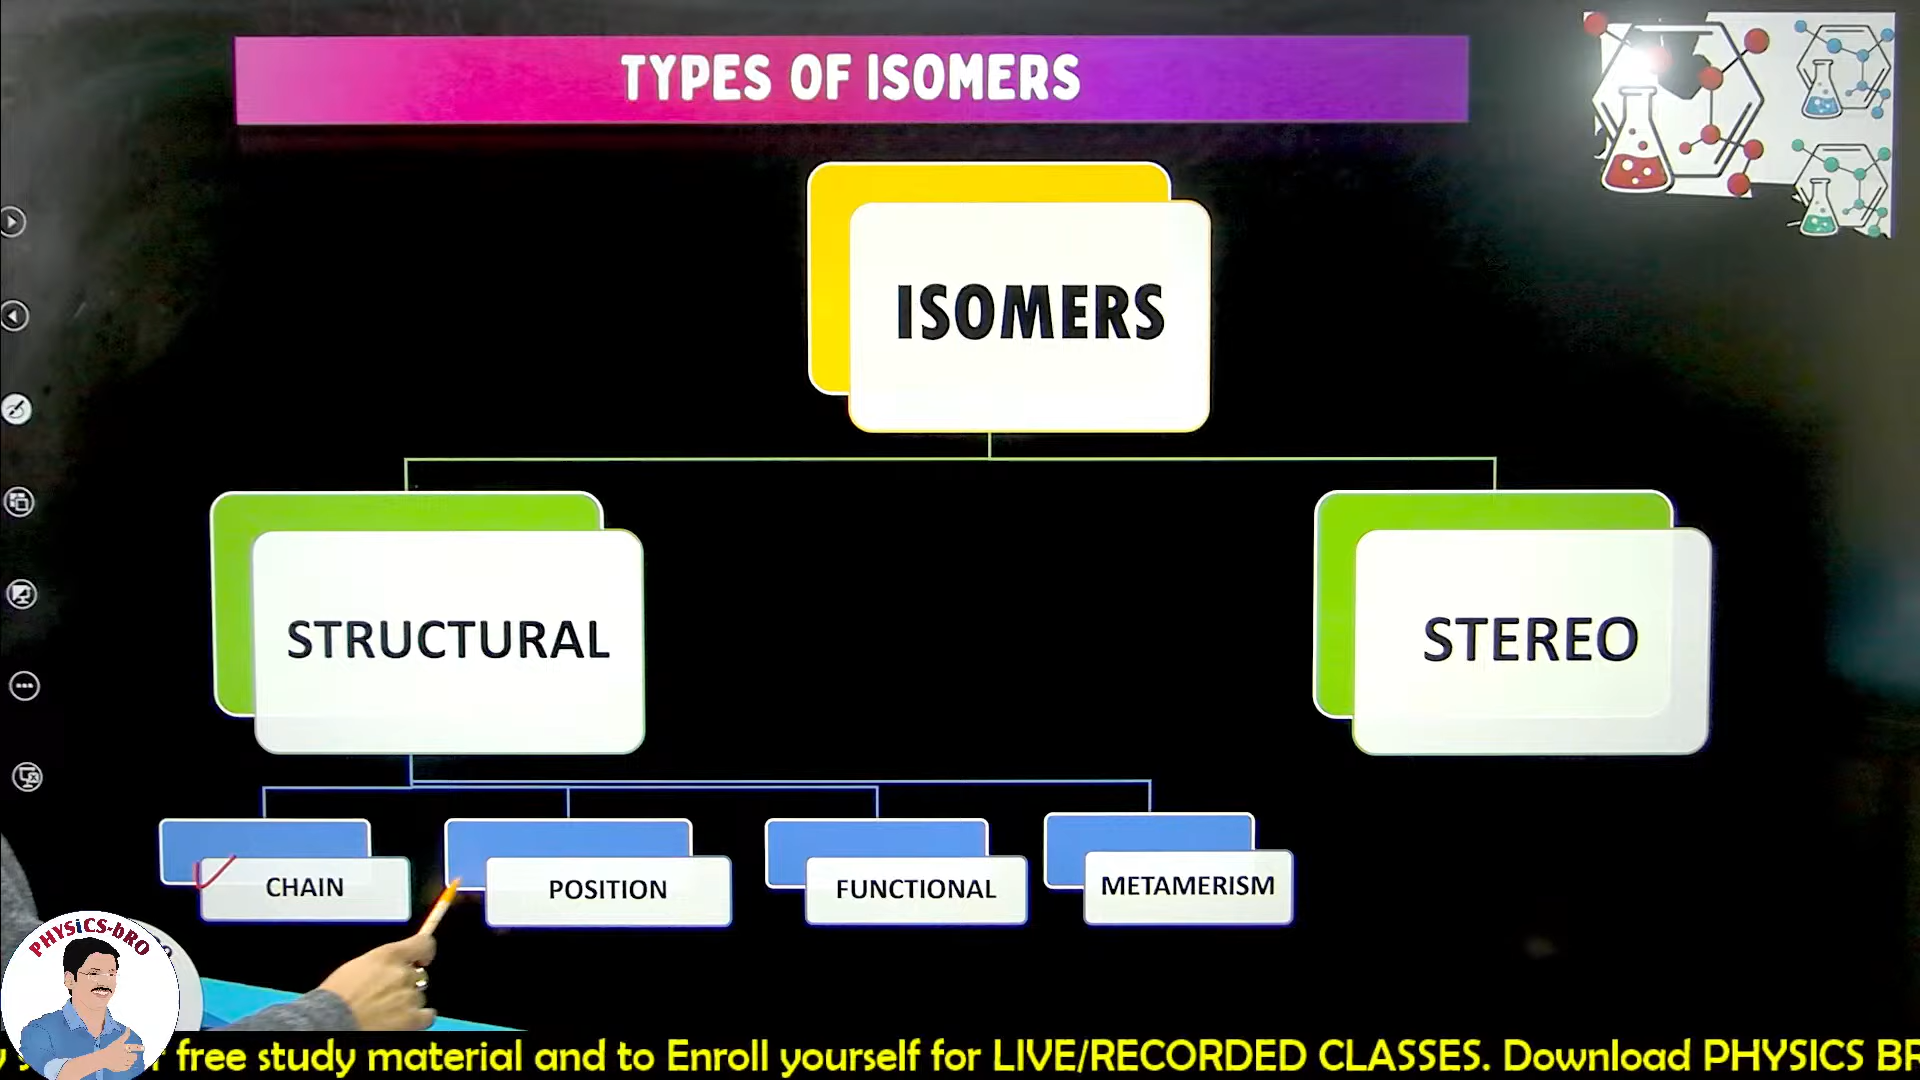 TYPES OF ISOMERS
ISOMERS
STRUCTURAL
STEREO
CHAIN
POSITION
FUNCTIONAL
METAMERISM
PHYSiCS-bRO
free study material and to Enroll yourself for LIVE/RECORDED CLASSES. Download PHYSICS BR